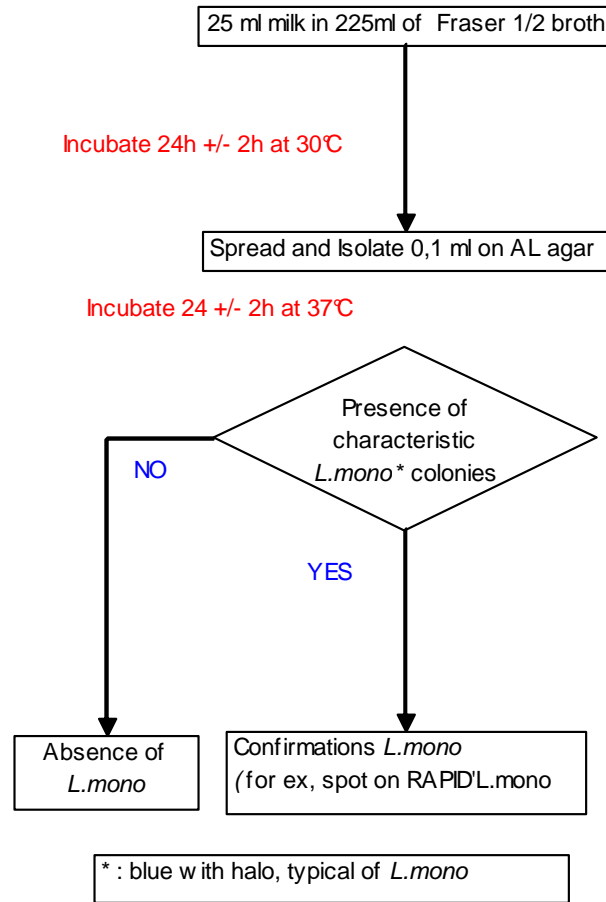 25 ml milk in 225ml of Fraser 1/2 broth
Incubate 24h +/- 2h at 30°C
Spread and Isolate 0,1 ml on AL agar
Incubate 24 +/- 2h at 37°C
Presence of
characteristic
L.mono* colonies
NO
YES
Absence of
L.mono
Confirmations L.mono
(for ex, spot on RAPID'L.mono
* : blue with halo, typical of L.mono